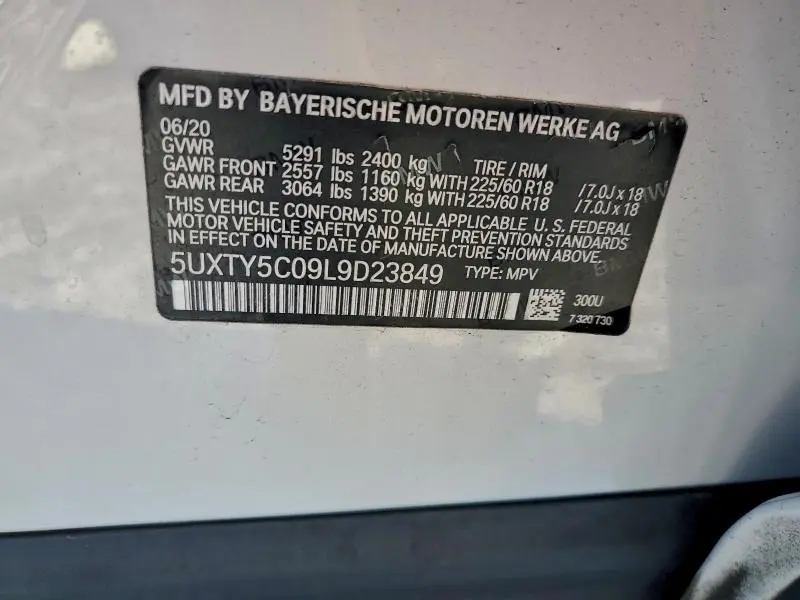 MFD BY BAYERISCHE MOTOREN WERKE AG
06/20
GVWR 5291 lbs 2400 kg TIRE / RIM
GAWR FRONT 2557 lbs 1160 kg WITH 225/60 R18 / 7.0J x 18
GAWR REAR 3064 lbs 1390 kg WITH 225/60 R18 / 7.0J x 18
THIS VEHICLE CONFORMS TO ALL APPLICABLE U. S. FEDERAL
MOTOR VEHICLE SAFETY AND THEFT PREVENTION STANDARDS
IN EFFECT ON THE DATE OF MANUFACTURE SHOWN ABOVE.
5UXTY5C09L9D23849 TYPE: MPV
300U
7 320 730